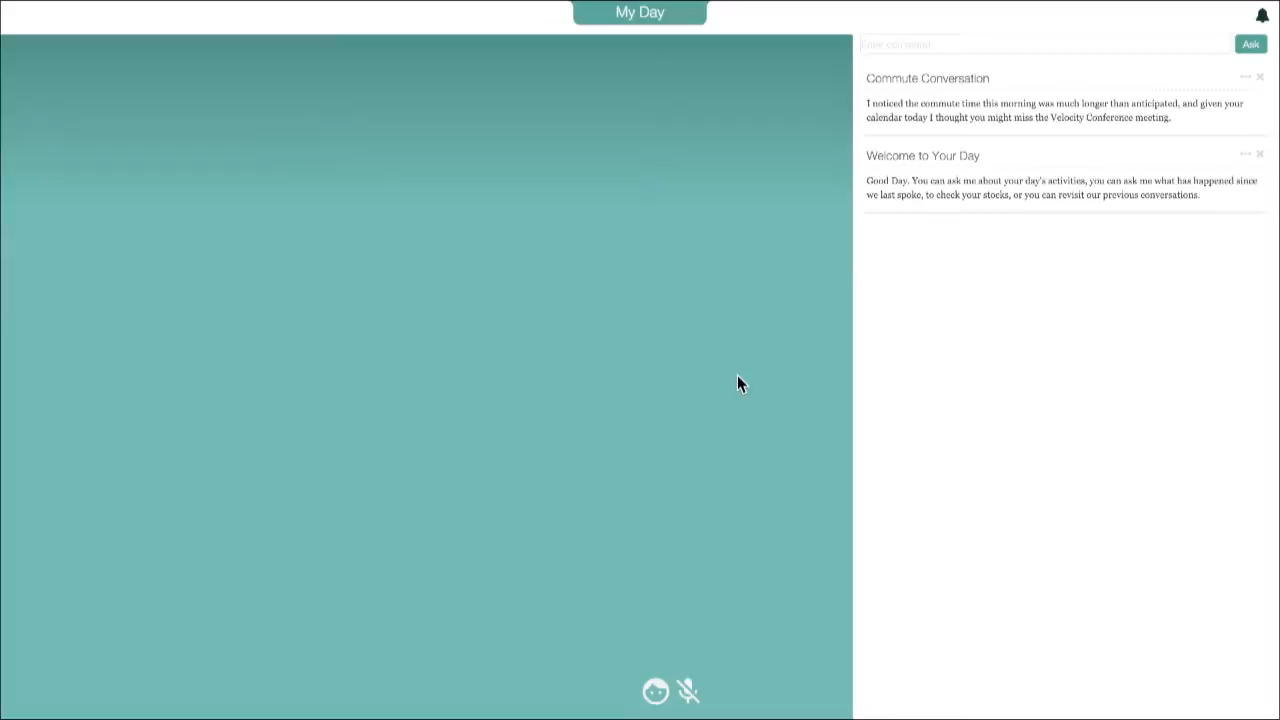 My Day
Ask
Commute Conversation
I noticed the commute time this morning was much longer than anticipated, and given your
calendar today I thought you might miss the Velocity Conference meeting.
Welcome to Your Day
Good Day. You can ask me about your day's activities, you can ask me what has happened since
we last spoke, to check your stocks, or you can revisit our previous conversations.